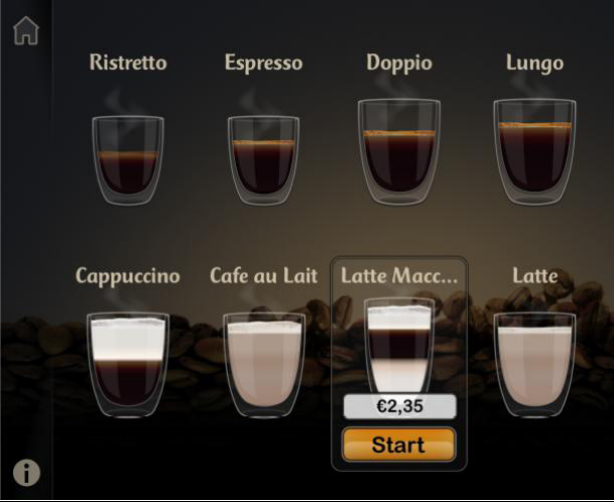 Ristretto
Espresso
Doppio
Lungo
Cappuccino
Cafe au Lait
Latte Macc...
Latte
€2,35
Start
i